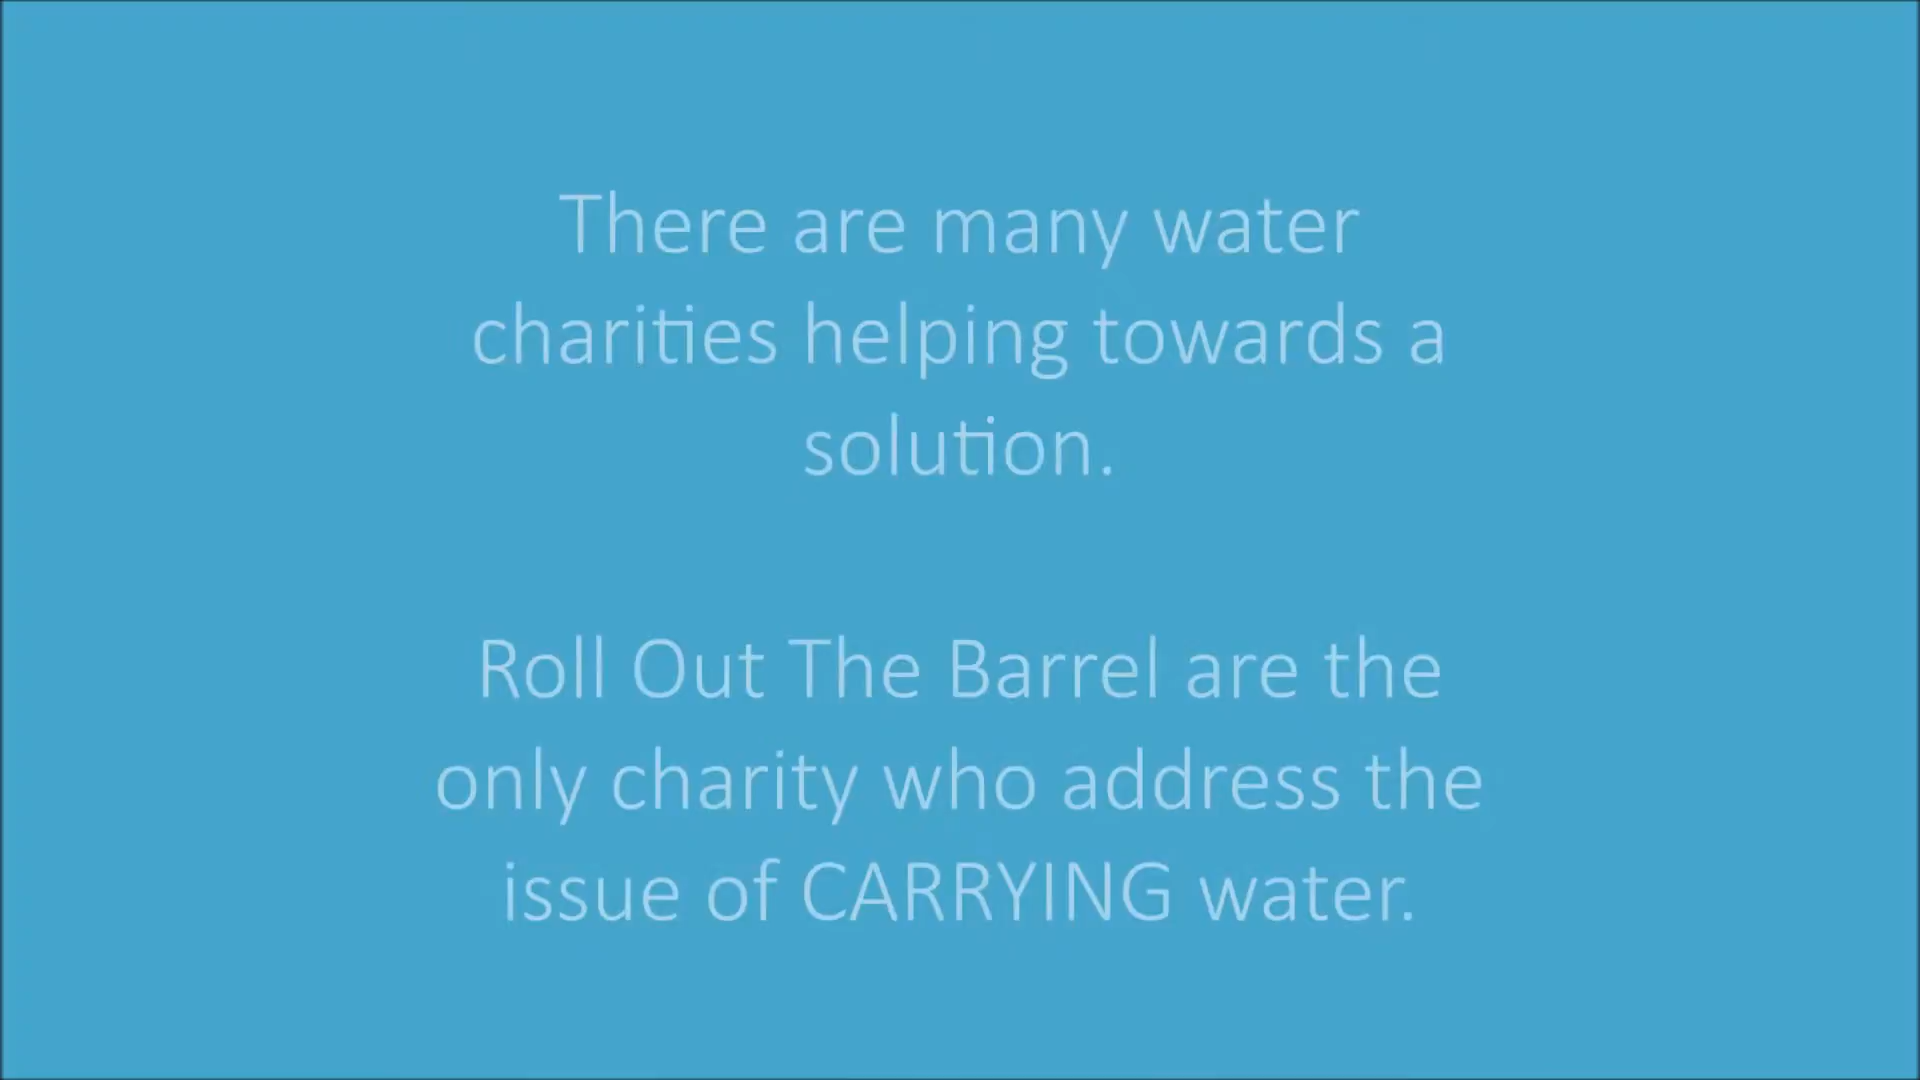 There are many water
charities helping towards a
solution.
Roll Out The Barrel are the
only charity who address the
issue of CARRYING water.